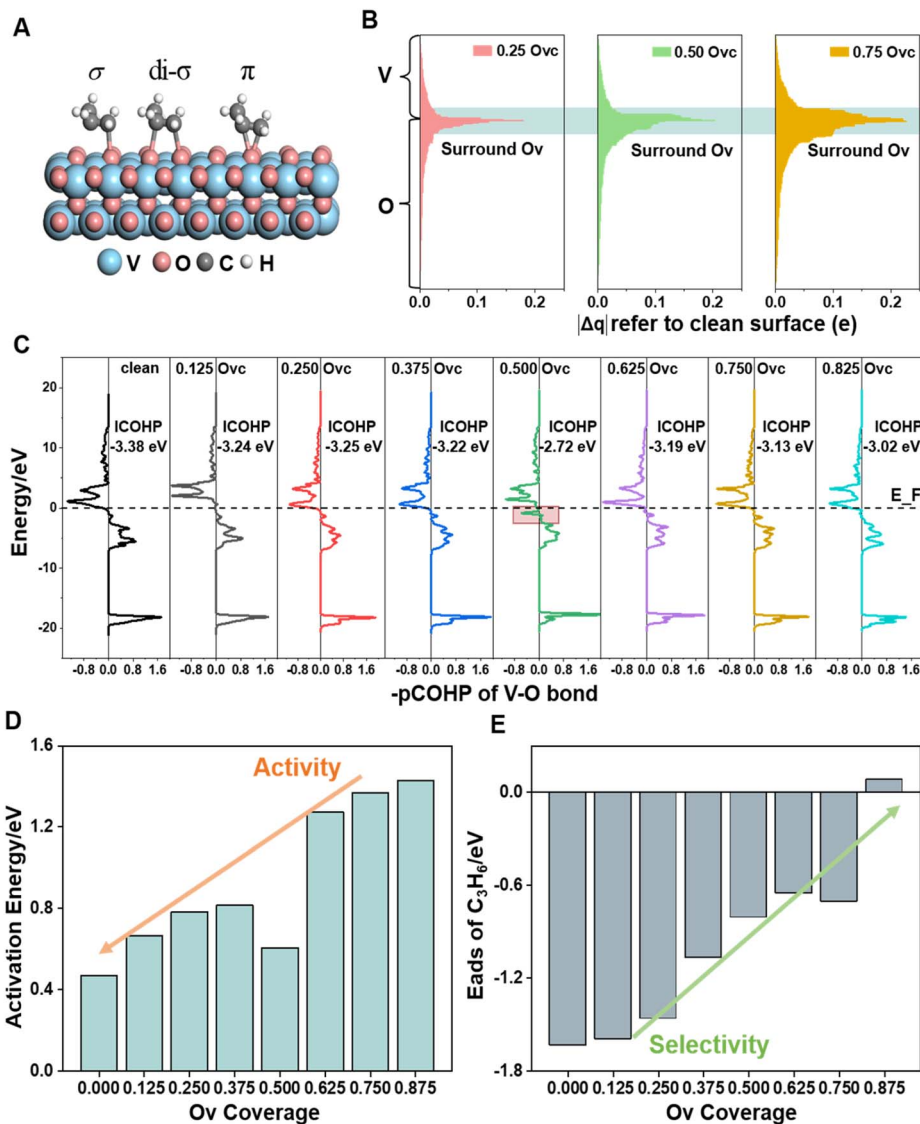 A
σ
di-σ
π
V
O
C
H
B
V
O
0.25 Ovc
0.50 Ovc
0.75 Ovc
Surround Ov
Surround Ov
Surround Ov
0.0 0.1 0.2
0.0 0.1 0.2
0.0 0.1 0.2
|Δq| refer to clean surface (e)
C
clean
0.125 Ovc
0.250 Ovc
0.375 Ovc
0.500 Ovc
0.625 Ovc
0.750 Ovc
0.825 Ovc
ICOHP
-3.38 eV
ICOHP
-3.24 eV
ICOHP
-3.25 eV
ICOHP
-3.22 eV
ICOHP
-2.72 eV
ICOHP
-3.19 eV
ICOHP
-3.13 eV
ICOHP
-3.02 eV
E_F
Energy/eV
20
10
0
-10
-20
-0.8 0.0 0.8 1.6
-0.8 0.0 0.8 1.6
-0.8 0.0 0.8 1.6
-0.8 0.0 0.8 1.6
-0.8 0.0 0.8 1.6
-0.8 0.0 0.8 1.6
-0.8 0.0 0.8 1.6
-0.8 0.0 0.8 1.6
-pCOHP of V-O bond
D
Activation Energy/eV
1.6
1.2
0.8
0.4
0.0
Activity
0.000 0.125 0.250 0.375 0.500 0.625 0.750 0.875
Ov Coverage
E
Eads of C₃H₆/eV
0.0
-0.6
-1.2
-1.8
Selectivity
0.000 0.125 0.250 0.375 0.500 0.625 0.750 0.875
Ov Coverage